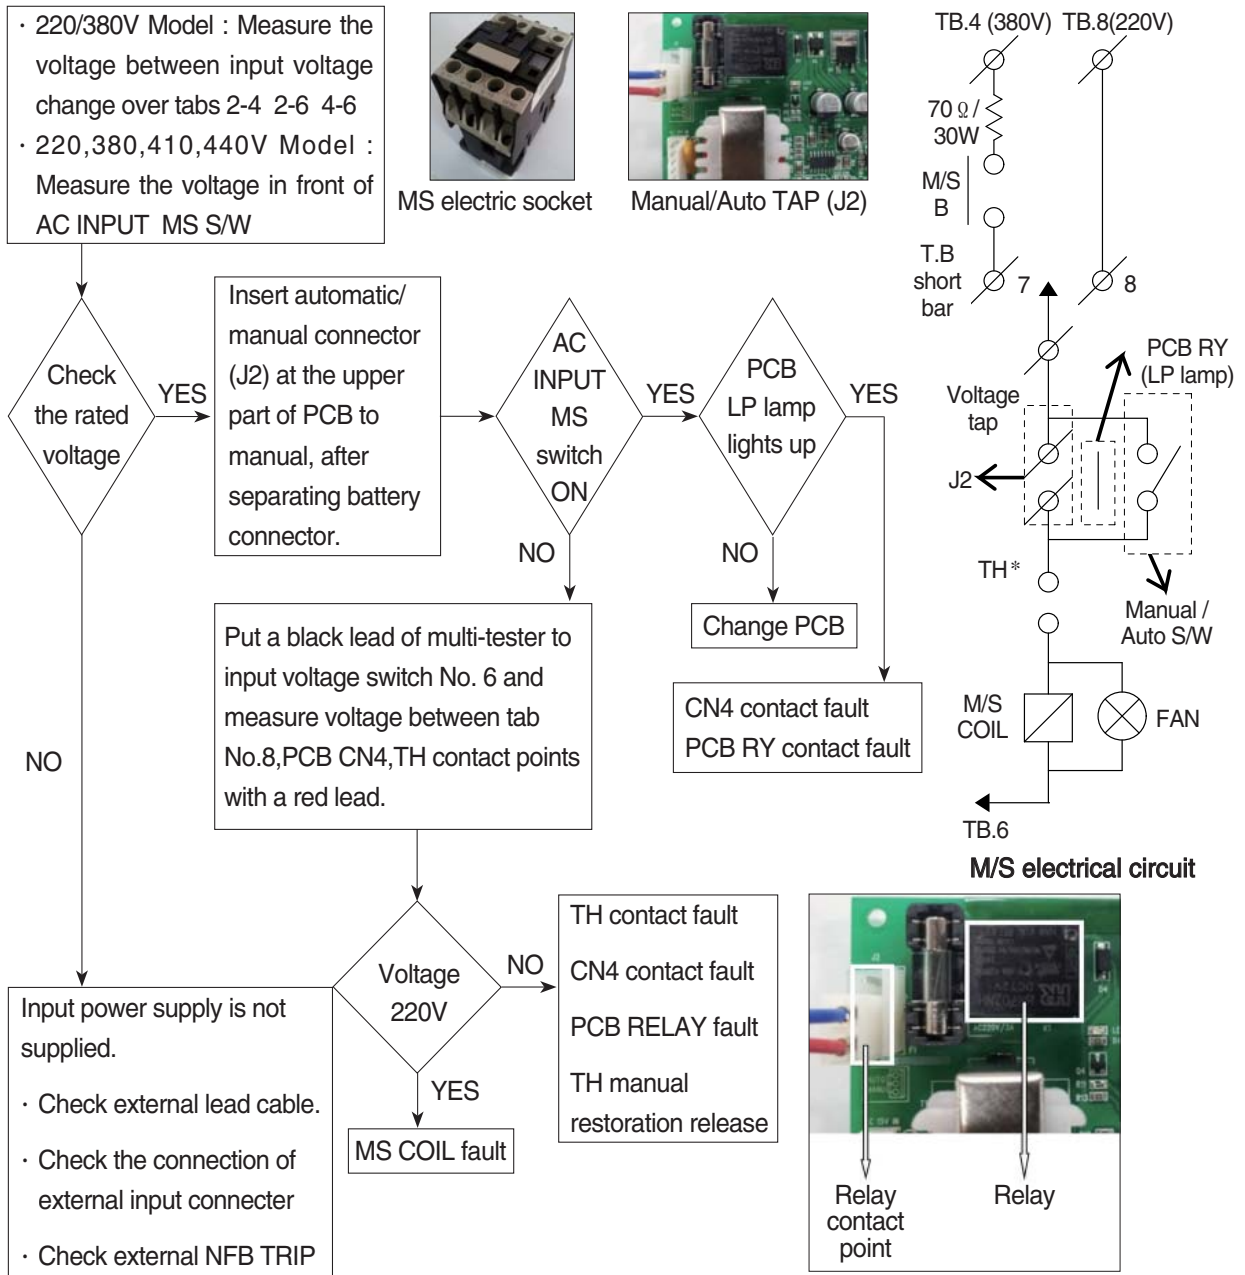 · 220/380V Model : Measure the
voltage between input voltage
change over tabs 2-4 2-6 4-6
· 220,380,410,440V Model :
Measure the voltage in front of
AC INPUT MS S/W
MS electric socket
Manual/Auto TAP (J2)
Check
the rated
voltage
YES
Insert automatic/
manual connector
(J2) at the upper
part of PCB to
manual, after
separating battery
connector.
AC
INPUT
MS
switch
ON
YES
PCB
LP lamp
lights up
YES
NO
NO
Change PCB
CN4 contact fault
PCB RY contact fault
Put a black lead of multi-tester to
input voltage switch No. 6 and
measure voltage between tab
No.8,PCB CN4,TH contact points
with a red lead.
NO
Voltage
220V
NO
TH contact fault
CN4 contact fault
PCB RELAY fault
TH manual
restoration release
YES
MS COIL fault
Input power supply is not
supplied.
· Check external lead cable.
· Check the connection of
external input connecter
· Check external NFB TRIP
TB.4 (380V)
TB.8(220V)
70 Ω /
30W
M/S
B
T.B
short
bar
7
8
PCB RY
(LP lamp)
Voltage
tap
J2
TH*
Manual /
Auto S/W
M/S
COIL
FAN
TB.6
M/S electrical circuit
Relay
contact
point
Relay